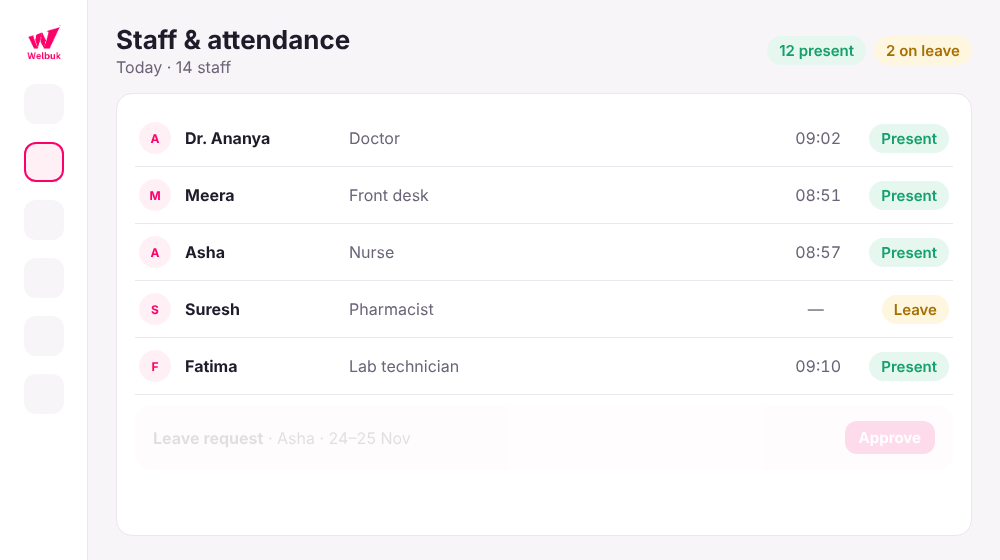 Welbuk
Staff & attendance
Today · 14 staff
12 present
2 on leave
A Dr. Ananya Doctor 09:02 Present
M Meera Front desk 08:51 Present
A Asha Nurse 08:57 Present
S Suresh Pharmacist — Leave
F Fatima Lab technician 09:10 Present
Leave request · Asha · 24–25 Nov Approve